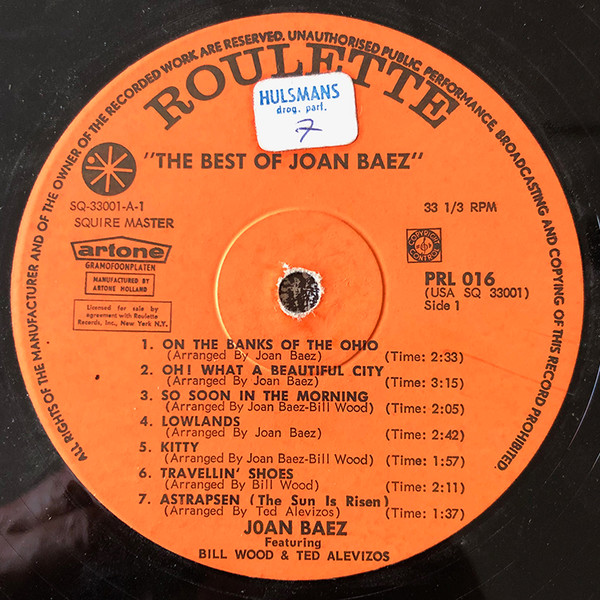 ALL RIGHTS OF THE MANUFACTURER AND OF THE OWNER OF THE RECORDED WORK ARE RESERVED. UNAUTHORISED PUBLIC PERFORMANCE, BROADCASTING AND COPYING OF THIS RECORD PROHIBITED.
ROULETTE
HULSMANS
drog. parf.
7
"THE BEST OF JOAN BAEZ"
SQ-33001-A-1
SQUIRE MASTER
33 1/3 RPM
artone
GRAMOFOONPLATEN
MANUFACTURED BY
ARTONE HOLLAND
Licensed for sale by
agreement with Roulette
Records, Inc., New York N.Y.
COPYRIGHT
CONTROL
PRL 016
(USA SQ 33001)
Side 1
1. ON THE BANKS OF THE OHIO
(Arranged By Joan Baez) (Time: 2:33)
2. OH! WHAT A BEAUTIFUL CITY
(Arranged By Joan Baez) (Time: 3:15)
3. SO SOON IN THE MORNING
(Arranged By Joan Baez-Bill Wood) (Time: 2:05)
4. LOWLANDS
(Arranged By Joan Baez) (Time: 2:42)
5. KITTY
(Arranged By Joan Baez-Bill Wood) (Time: 1:57)
6. TRAVELLIN' SHOES
(Arranged By Bill Wood) (Time: 2:11)
7. ASTRAPSEN (The Sun Is Risen)
(Arranged By Ted Alevizos) (Time: 1:37)
JOAN BAEZ
Featuring
BILL WOOD & TED ALEVIZOS